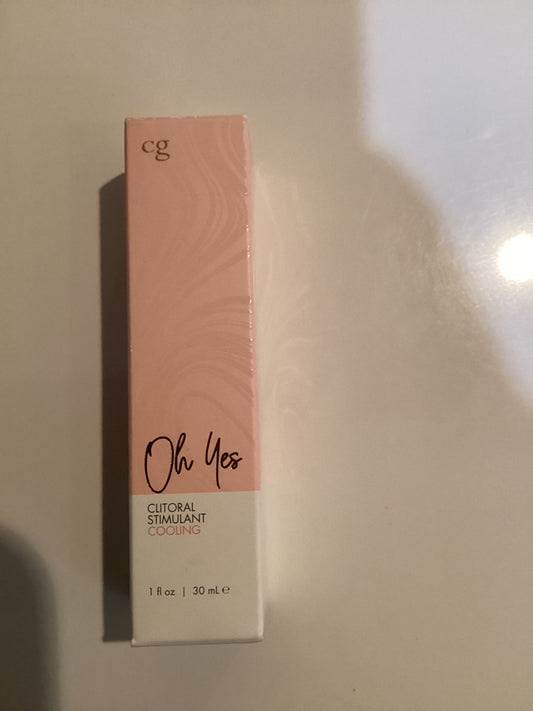 cg
Oh Yes
CLITORAL
STIMULANT
COOLING
1 fl oz | 30 mL ℮